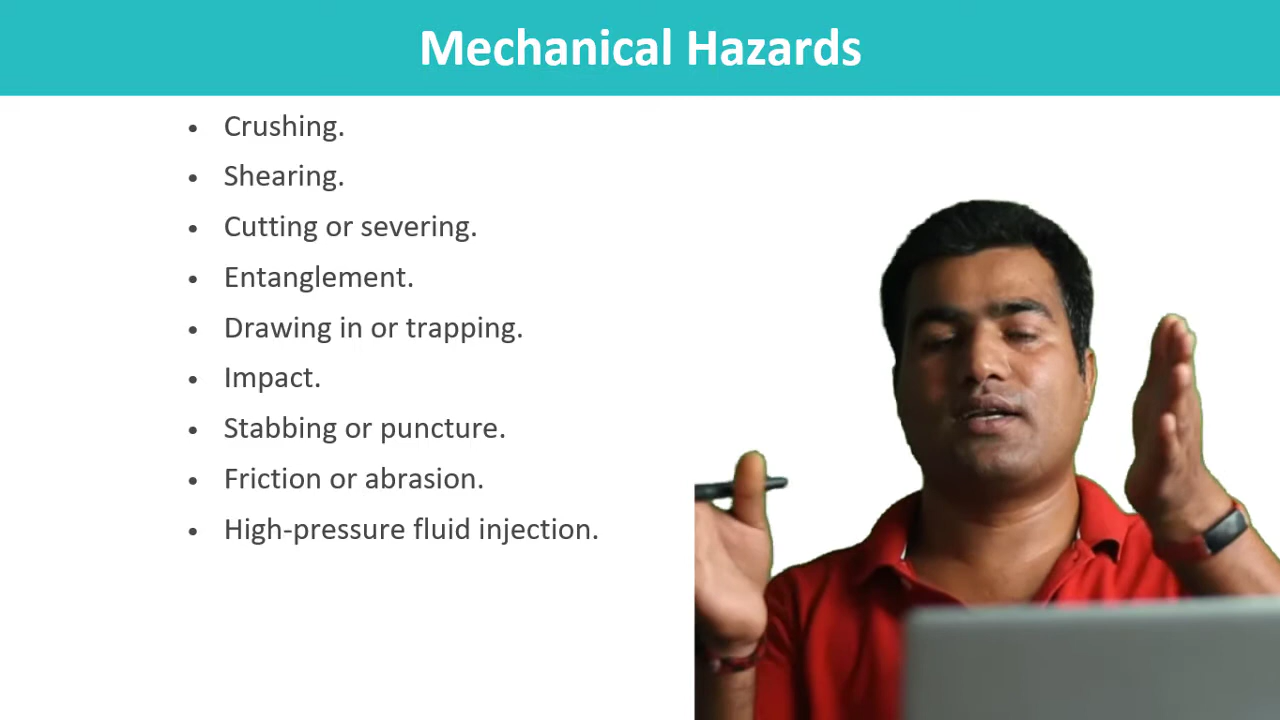 Mechanical Hazards
• Crushing.
• Shearing.
• Cutting or severing.
• Entanglement.
• Drawing in or trapping.
• Impact.
• Stabbing or puncture.
• Friction or abrasion.
• High-pressure fluid injection.